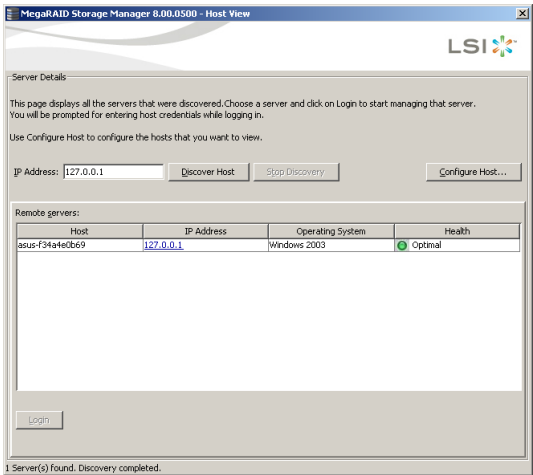 MegaRAID Storage Manager 8.00.0500 - Host View
LSI
Server Details
This page displays all the servers that were discovered.Choose a server and click on Login to start managing that server.
You will be prompted for entering host credentials while logging in.
Use Configure Host to configure the hosts that you want to view.
IP Address: 127.0.0.1 Discover Host Stop Discovery Configure Host...
Remote servers:
Host IP Address Operating System Health
asus-f34a4e0b69 127.0.0.1 Windows 2003 Optimal
Login
1 Server(s) found. Discovery completed.